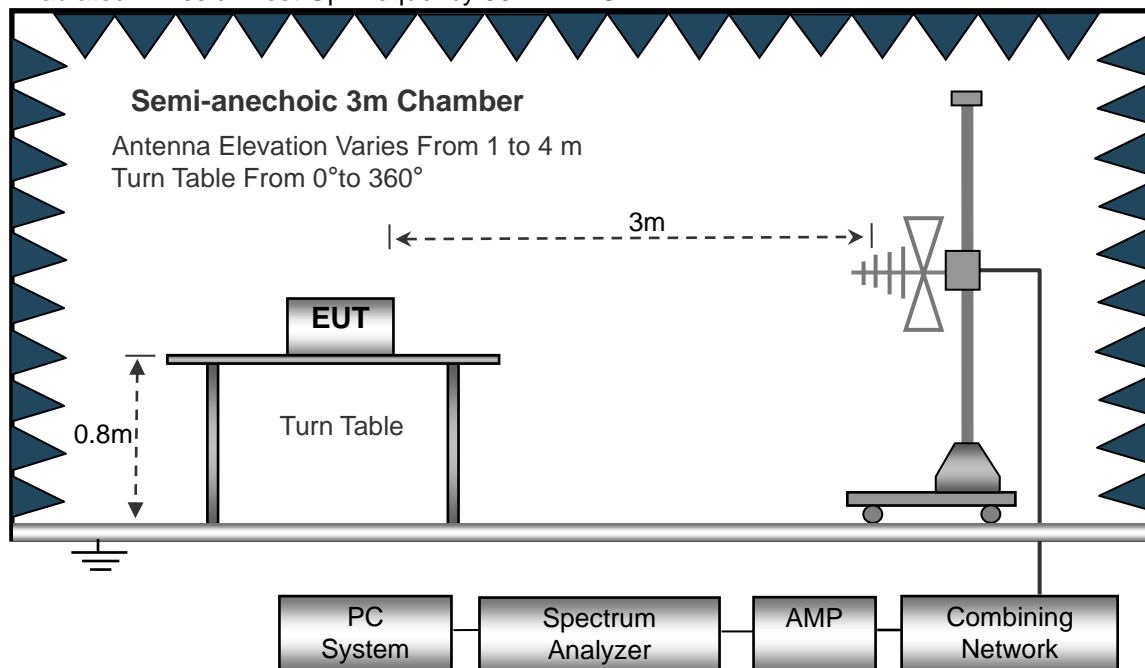 Semi-anechoic 3m Chamber
Antenna Elevation Varies From 1 to 4 m
Turn Table From 0°to 360°
3m
EUT
0.8m
Turn Table
PC
System
Spectrum
Analyzer
AMP
Combining
Network